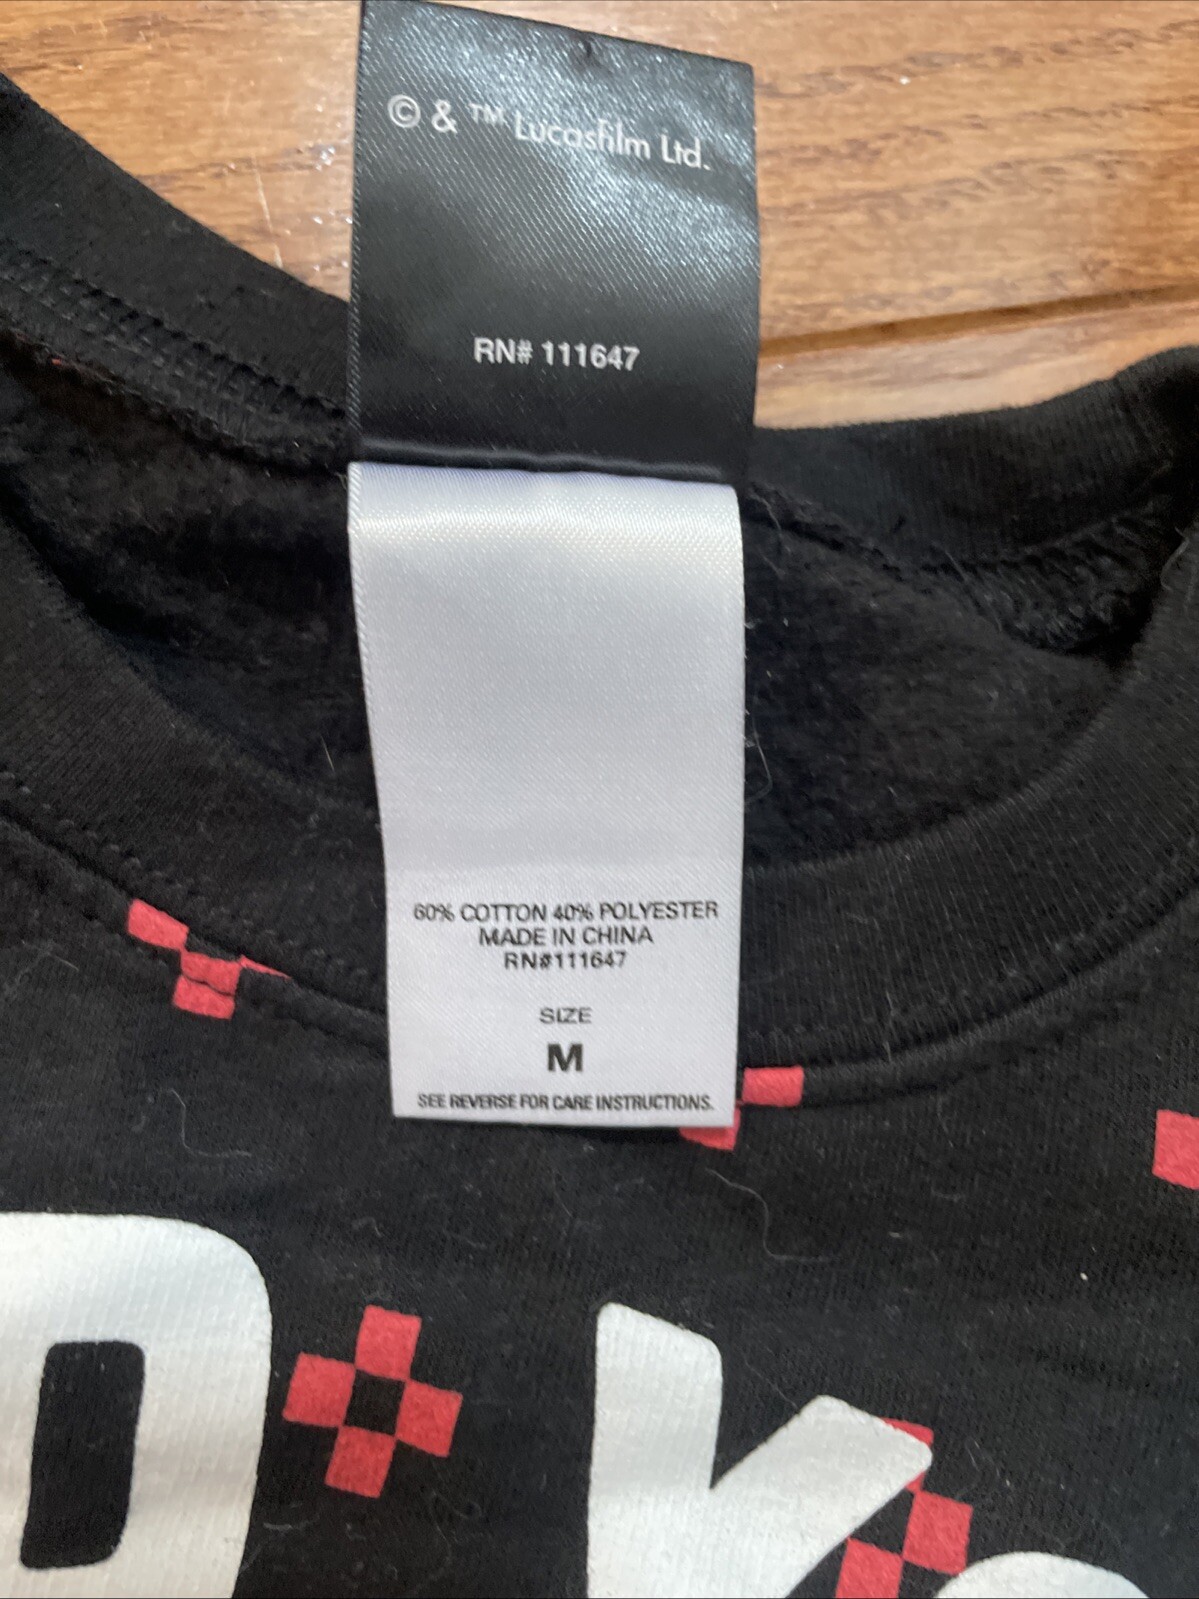 © & ™ Lucasfilm Ltd.
RN# 111647
60% COTTON 40% POLYESTER
MADE IN CHINA
RN#111647
SIZE
M
SEE REVERSE FOR CARE INSTRUCTIONS.